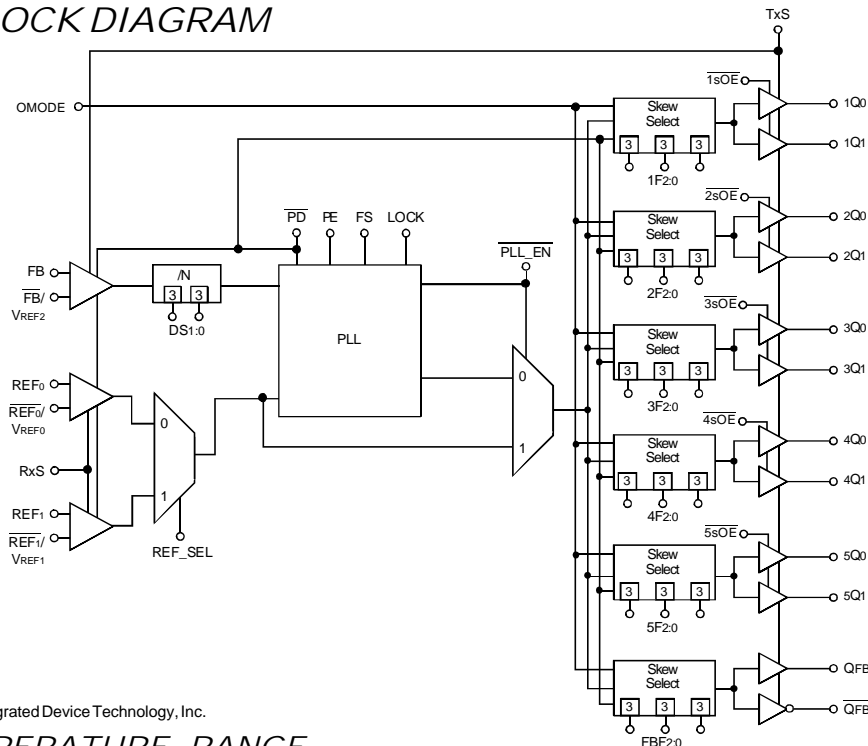 OCK DIAGRAM
TxS
OMODE
1sOE
Skew
Select
3 3 3
1F2:0
1Q0
1Q1
2sOE
Skew
Select
3 3 3
2F2:0
2Q0
2Q1
PD PE FS LOCK
PLL_EN
FB
FB/
VREF2
/N
3 3
DS1:0
PLL
3sOE
Skew
Select
3 3 3
3F2:0
3Q0
3Q1
REF0
REF0/
VREF0
0
1
0
1
RxS
REF1
REF1/
VREF1
REF_SEL
4sOE
Skew
Select
3 3 3
4F2:0
4Q0
4Q1
5sOE
Skew
Select
3 3 3
5F2:0
5Q0
5Q1
Skew
Select
3 3 3
FBF2:0
QFB
QFB
grated Device Technology, Inc.
PERATURE RANGE